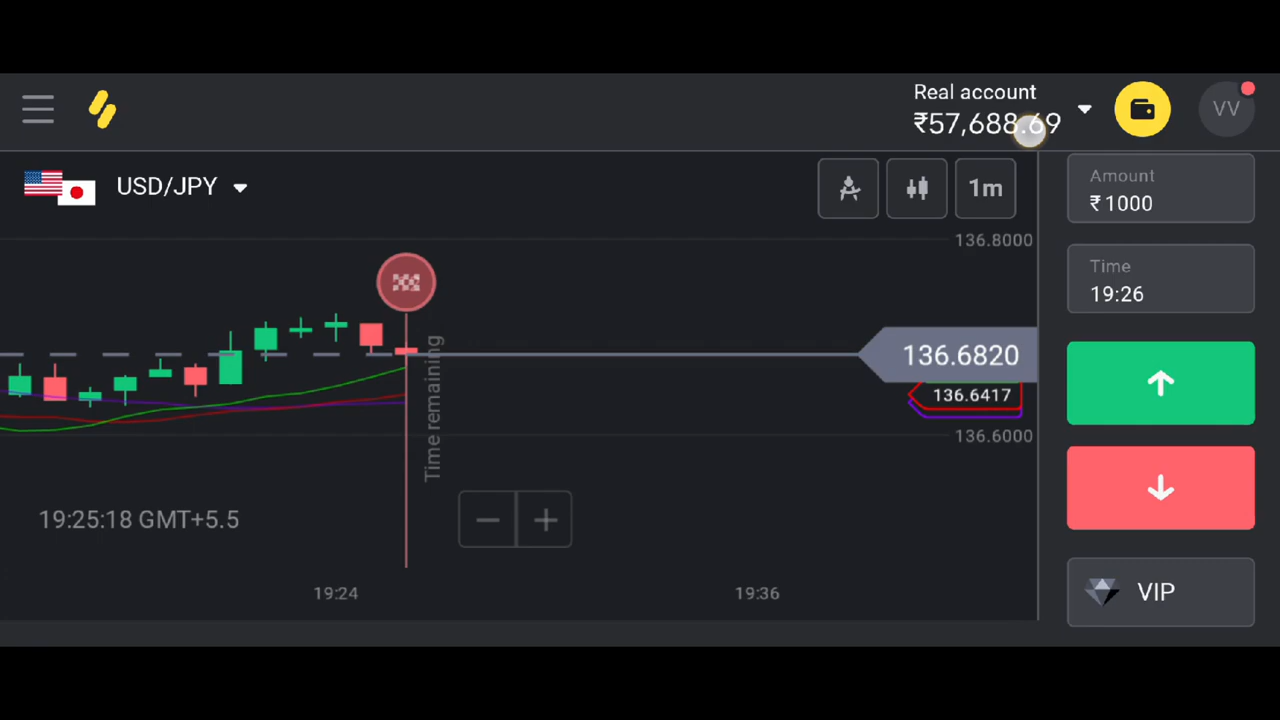 Real account
₹57,688.69
VV
USD/JPY
1m
Amount
₹1000
136.8000
Time
19:26
136.6820
136.6417
Time remaining
136.6000
19:25:18 GMT+5.5
19:24
19:36
VIP